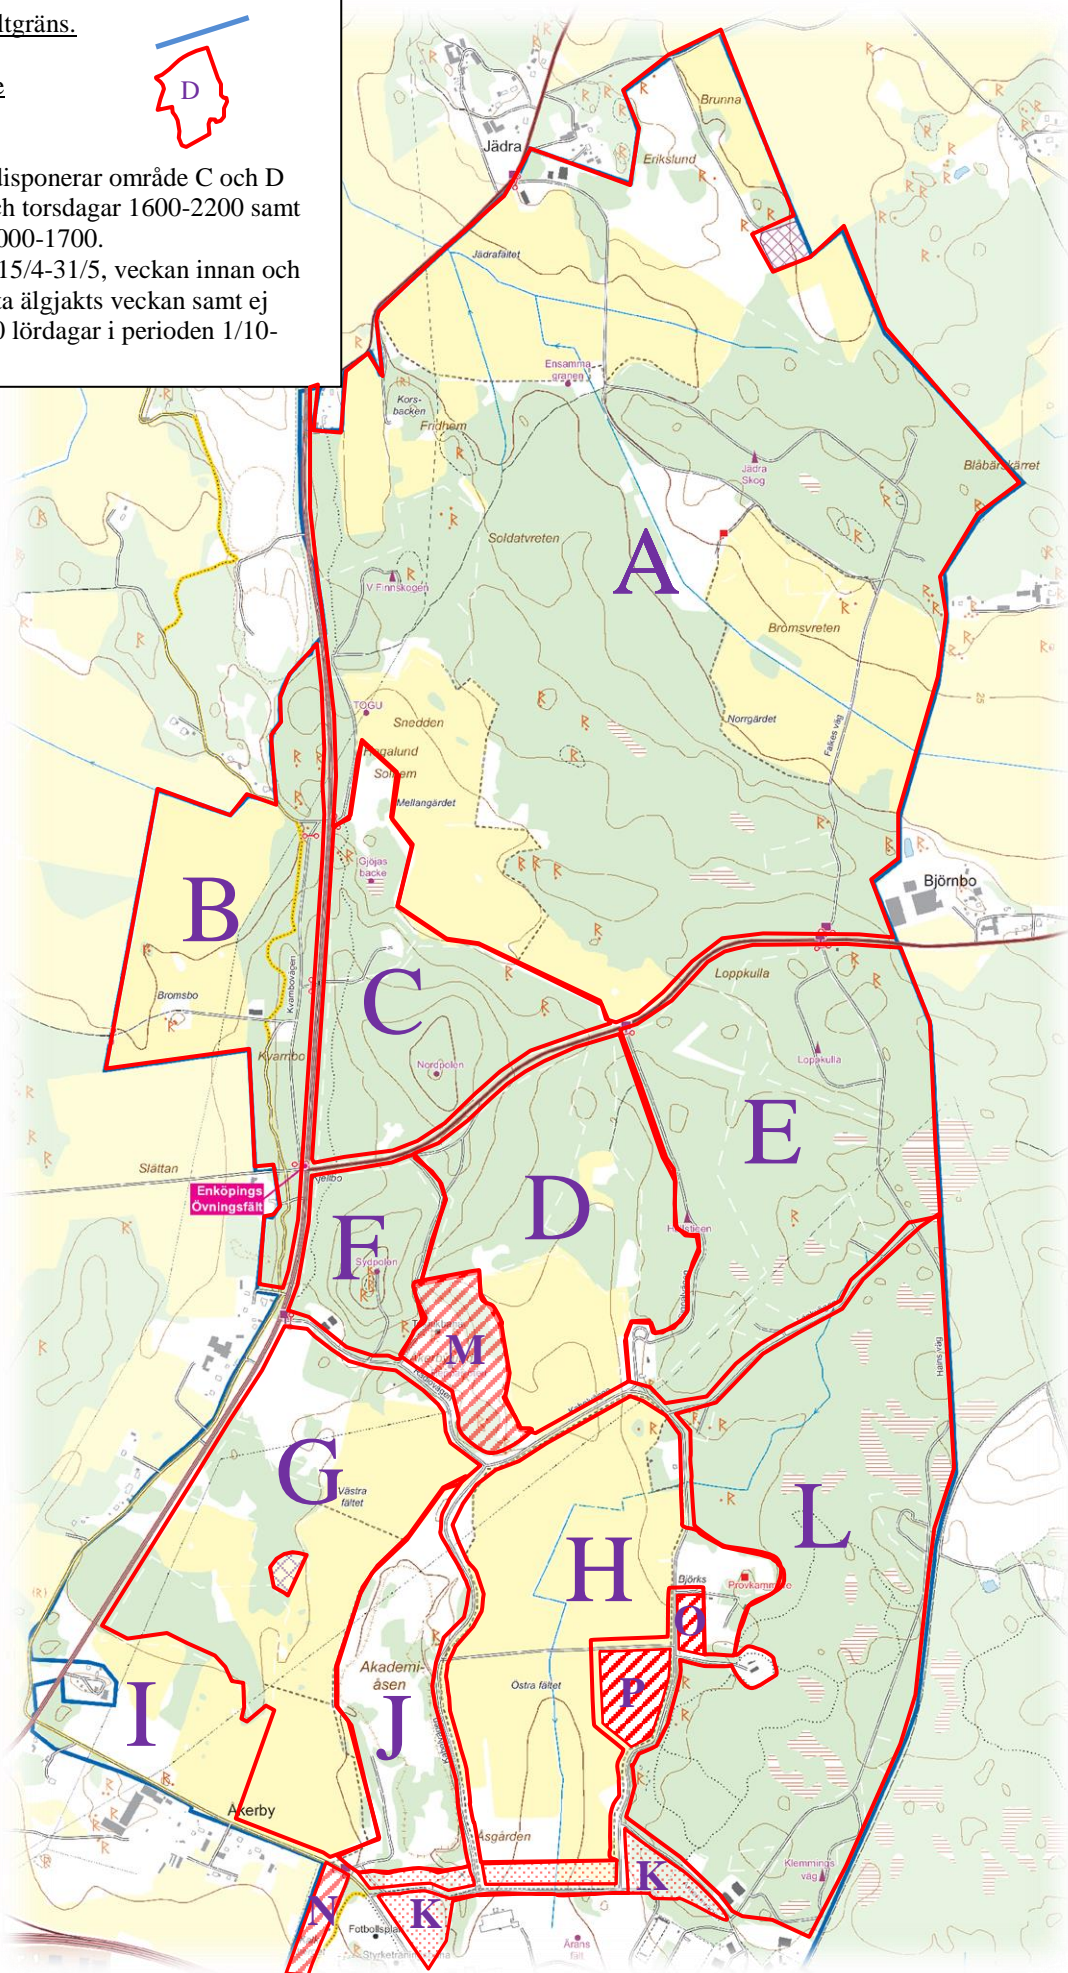 ltgräns.
e
D
disponerar område C och D
ch torsdagar 1600-2200 samt
000-1700.
15/4-31/5, veckan innan och
ta älgjakts veckan samt ej
0 lördagar i perioden 1/10-
Brunna
Jädra
Erikslund
Jädrafältet
Ensamma
granen
Kors-
backen
Fridhem
Jädra
Skog
Blåbärskärret
Soldatvreten
A
V Finnskogen
Bromsvreten
TOGU
Snedden
Norrgärdet
Falkes väg
Hagalund
Solhem
Mellangärdet
Gjöjas
backe
B
Björnbo
C
Loppkulla
Bromsbo
Kvarnbovägen
Kvarnbo
Nordpolen
Loppkulla
E
Slättan
Enköpings
Övningsfält
D
F
Sydpolen
M
Hains väg
G
Västra
fältet
H
L
Björks
Provkammare
O
Akademi-
åsen
Östra fältet
P
I
J
Åkerby
Åsgården
K
Klemmings
väg
N
K
Fotbollsplan
Ärans
fält